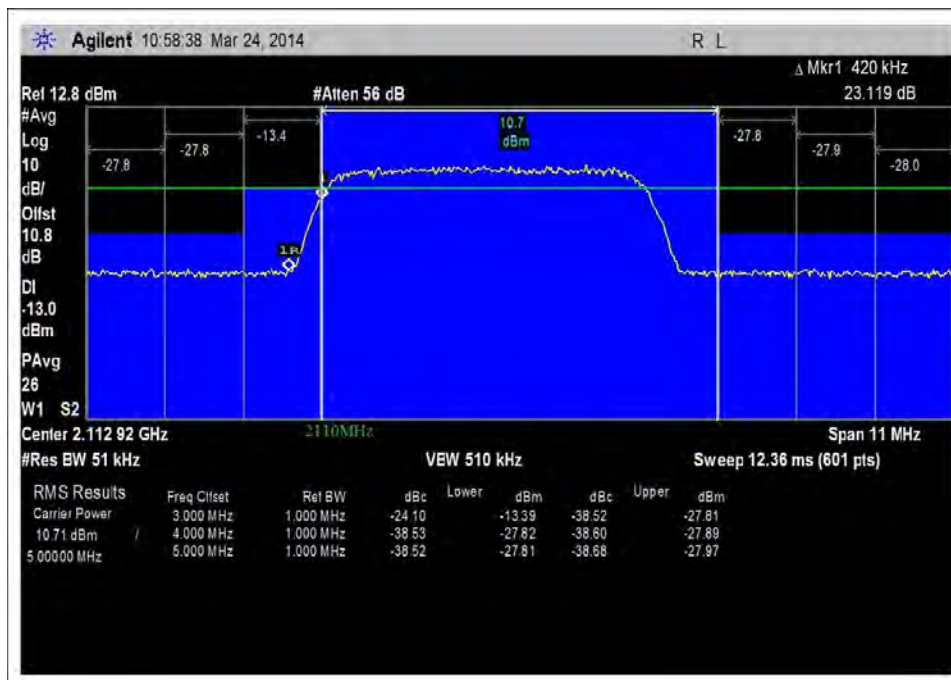 Agilent 10:58:38 Mar 24, 2014 R L
Δ Mkr1 420 kHz
Ref 12.8 dBm #Atten 56 dB 23.119 dB
#Avg
Log
10
dB/
Offst
10.8
dB
DI
-13.0
dBm
PAvg
26
W1 S2
-27.8 -27.8 -13.4 10.7 dBm -27.8 -27.9 -28.0
1R
Center 2.112 92 GHz 2110MHz Span 11 MHz
#Res BW 51 kHz VBW 510 kHz Sweep 12.36 ms (601 pts)
RMS Results Freq Offset Ref BW dBc Lower dBm dBc Upper dBm
Carrier Power 3.000 MHz 1.000 MHz -24.10 -13.39 -38.52 -27.81
10.71 dBm / 4.000 MHz 1.000 MHz -38.53 -27.82 -38.60 -27.89
5.00000 MHz 5.000 MHz 1.000 MHz -38.52 -27.81 -38.68 -27.97